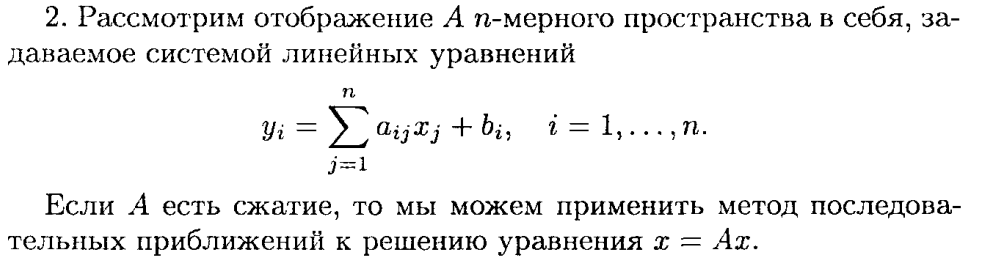 2. Рассмотрим отображение A n-мерного пространства в себя, за-
даваемое системой линейных уравнений
y_i = \sum_{j=1}^{n} a_{ij} x_j + b_i, i = 1, ..., n.
Если A есть сжатие, то мы можем применить метод последова-
тельных приближений к решению уравнения x = Ax.